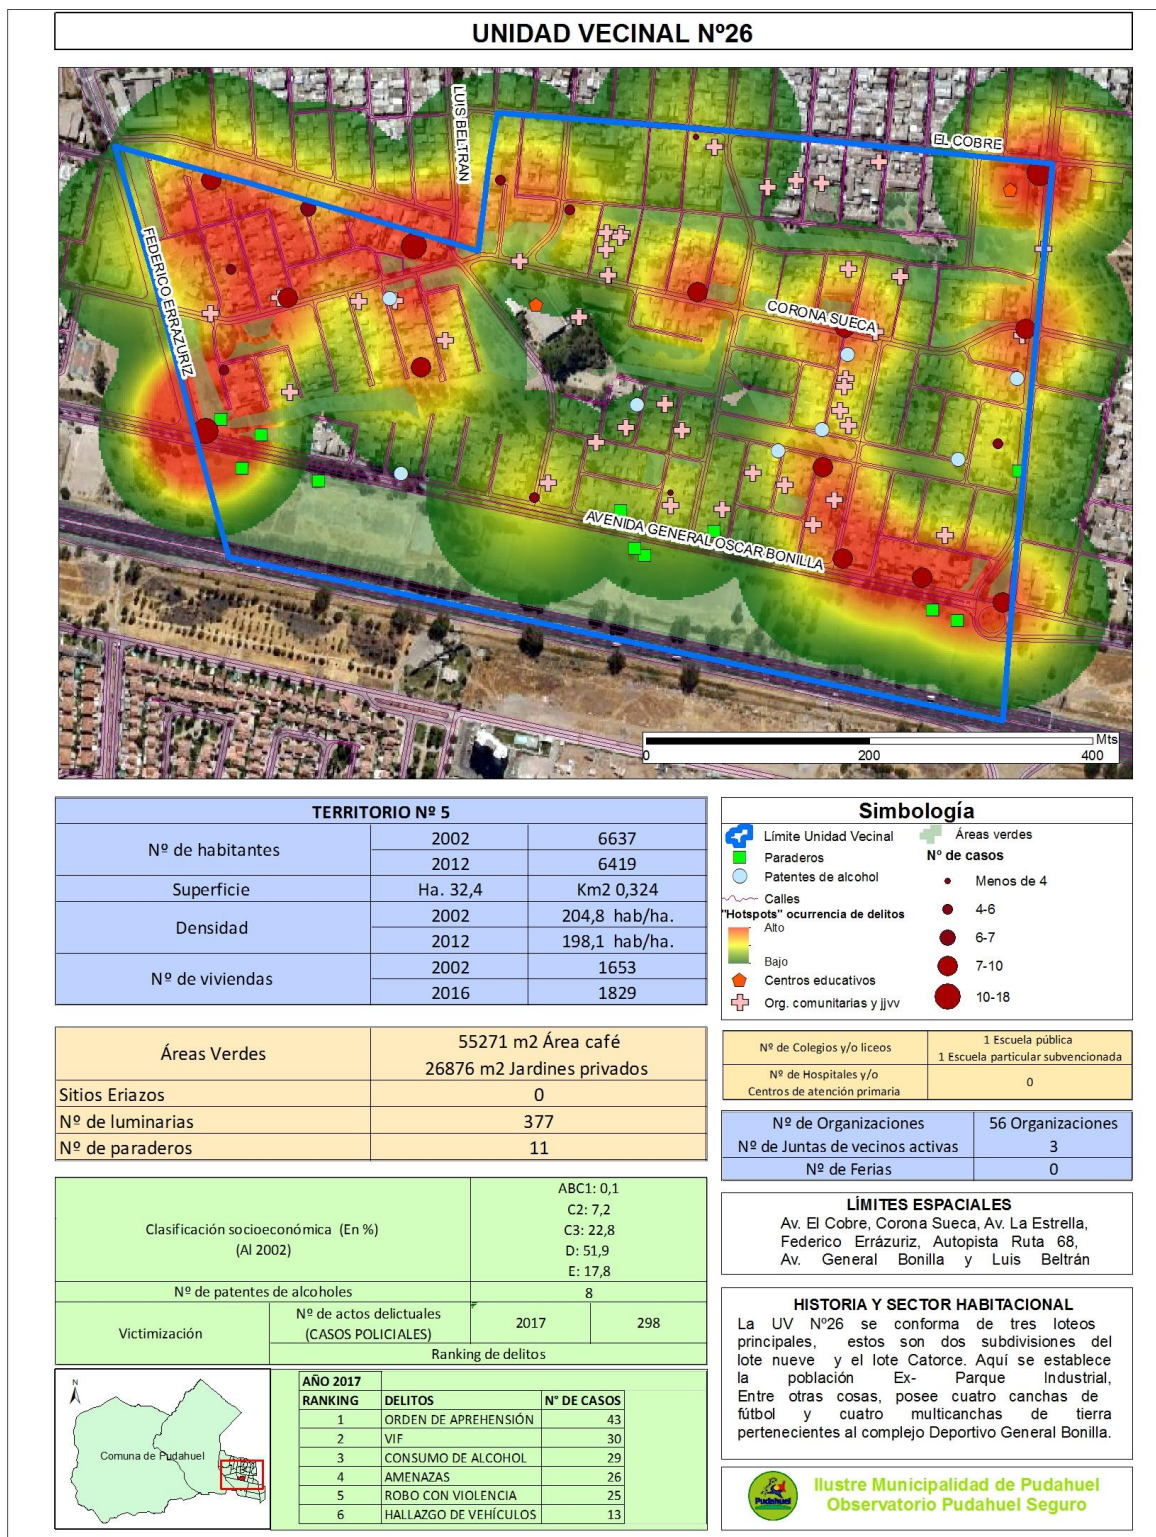 UNIDAD VECINAL Nº26
LUIS BELTRAN
EL COBRE
FEDERICO ERRAZURIZ
CORONA SUECA
AVENIDA GENERAL OSCAR BONILLA
Mts
0 200 400
TERRITORIO Nº 5
Nº de habitantes 2002 6637
2012 6419
Superficie Ha. 32,4 Km2 0,324
Densidad 2002 204,8 hab/ha.
2012 198,1 hab/ha.
Nº de viviendas 2002 1653
2016 1829
Simbología
Límite Unidad Vecinal
Paraderos
Patentes de alcohol
Calles
"Hotspots" ocurrencia de delitos
Alto
Bajo
Centros educativos
Org. comunitarias y jjvv
Áreas verdes
Nº de casos
Menos de 4
4-6
6-7
7-10
10-18
Áreas Verdes 55271 m2 Área café
26876 m2 Jardines privados
Sitios Eriazos 0
Nº de luminarias 377
Nº de paraderos 11
Nº de Colegios y/o liceos 1 Escuela pública
1 Escuela particular subvencionada
Nº de Hospitales y/o
Centros de atención primaria 0
Nº de Organizaciones 56 Organizaciones
Nº de Juntas de vecinos activas 3
Nº de Ferias 0
Clasificación socioeconómica (En %)
(Al 2002)
ABC1: 0,1
C2: 7,2
C3: 22,8
D: 51,9
E: 17,8
Nº de patentes de alcoholes 8
Victimización Nº de actos delictuales
(CASOS POLICIALES) 2017 298
Ranking de delitos
LÍMITES ESPACIALES
Av. El Cobre, Corona Sueca, Av. La Estrella,
Federico Errázuriz, Autopista Ruta 68,
Av. General Bonilla y Luis Beltrán
HISTORIA Y SECTOR HABITACIONAL
La UV Nº26 se conforma de tres loteos
principales, estos son dos subdivisiones del
lote nueve y el lote Catorce. Aquí se establece
la población Ex- Parque Industrial,
Entre otras cosas, posee cuatro canchas de
fútbol y cuatro multicanchas de tierra
pertenecientes al complejo Deportivo General Bonilla.
N
Comuna de Pudahuel
AÑO 2017
RANKING DELITOS N° DE CASOS
1 ORDEN DE APREHENSIÓN 43
2 VIF 30
3 CONSUMO DE ALCOHOL 29
4 AMENAZAS 26
5 ROBO CON VIOLENCIA 25
6 HALLAZGO DE VEHÍCULOS 13
Pudahuel
Ilustre Municipalidad de Pudahuel
Observatorio Pudahuel Seguro